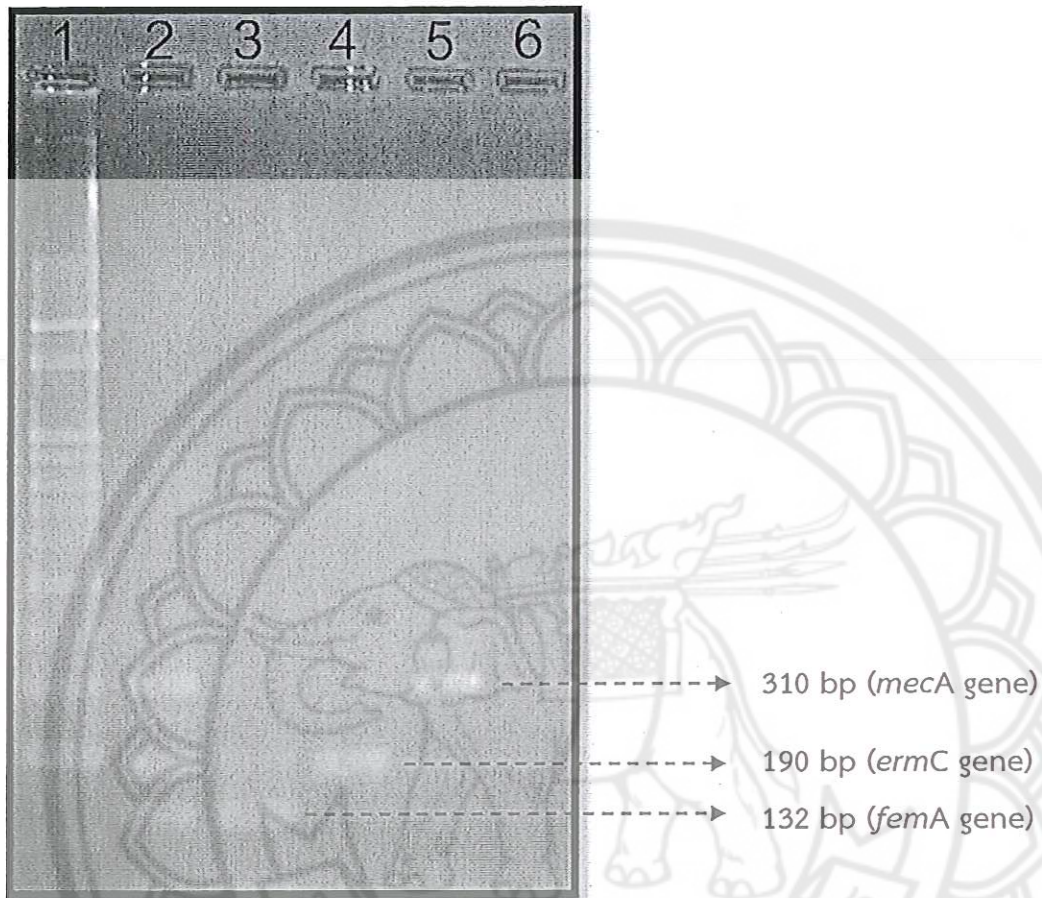 1 2 3 4 5 6
310 bp (mecA gene)
190 bp (ermC gene)
132 bp (femA gene)